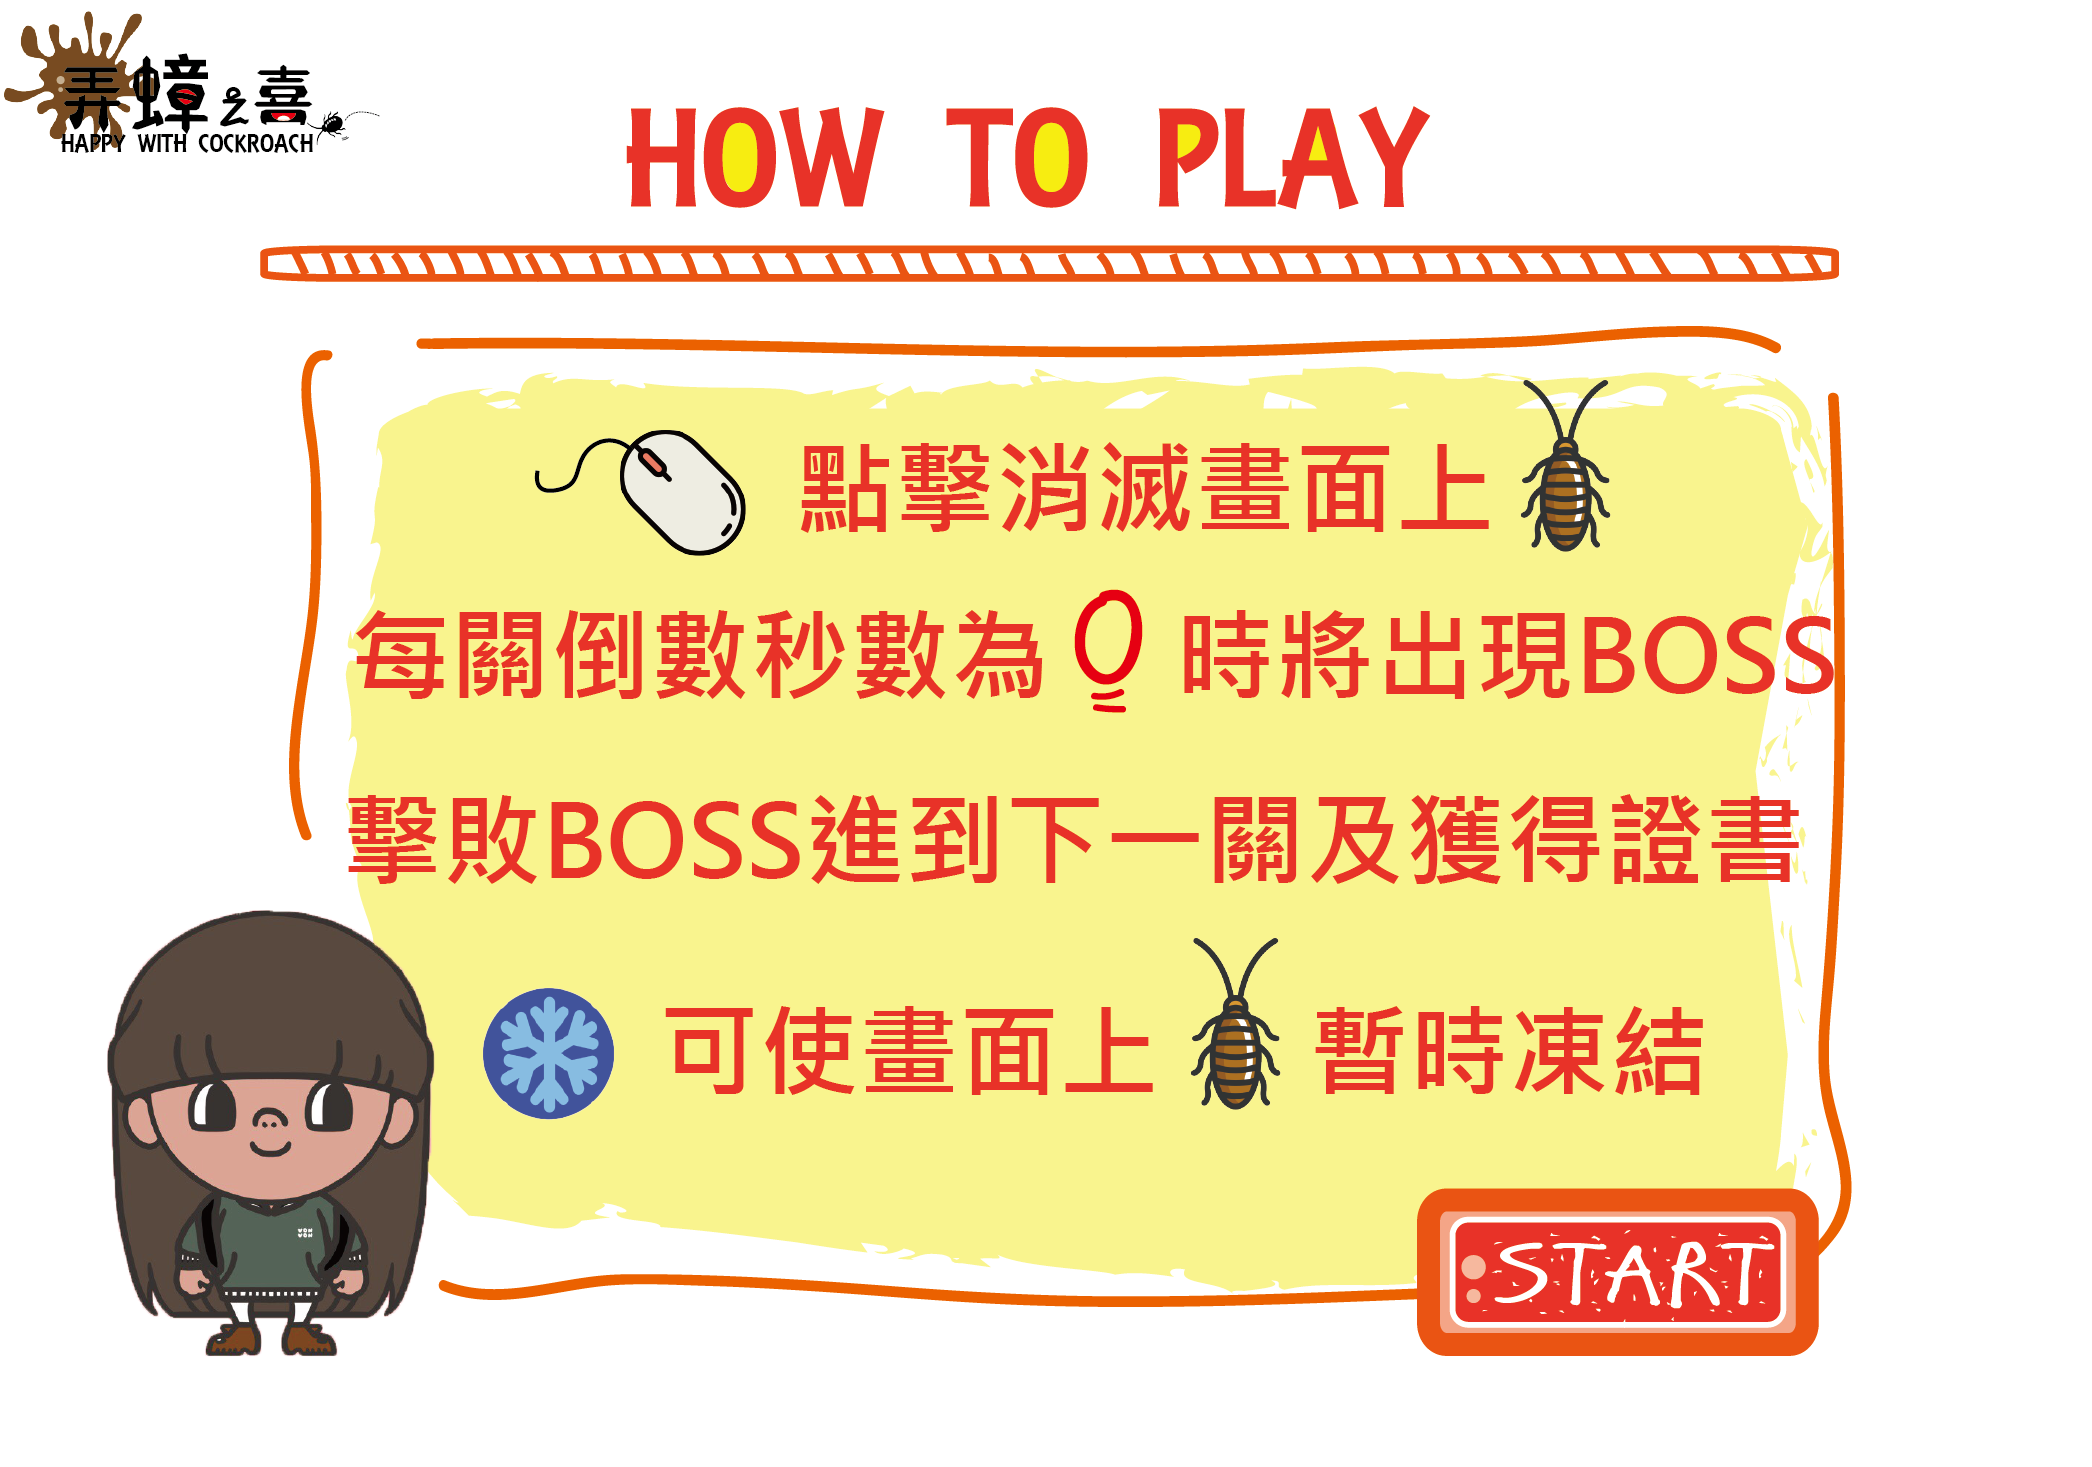 弄蟑之喜
HAPPY WITH COCKROACH
HOW TO PLAY
點擊消滅畫面上
每關倒數秒數為 0 時將出現BOSS
擊敗BOSS進到下一關及獲得證書
可使畫面上 暫時凍結
START